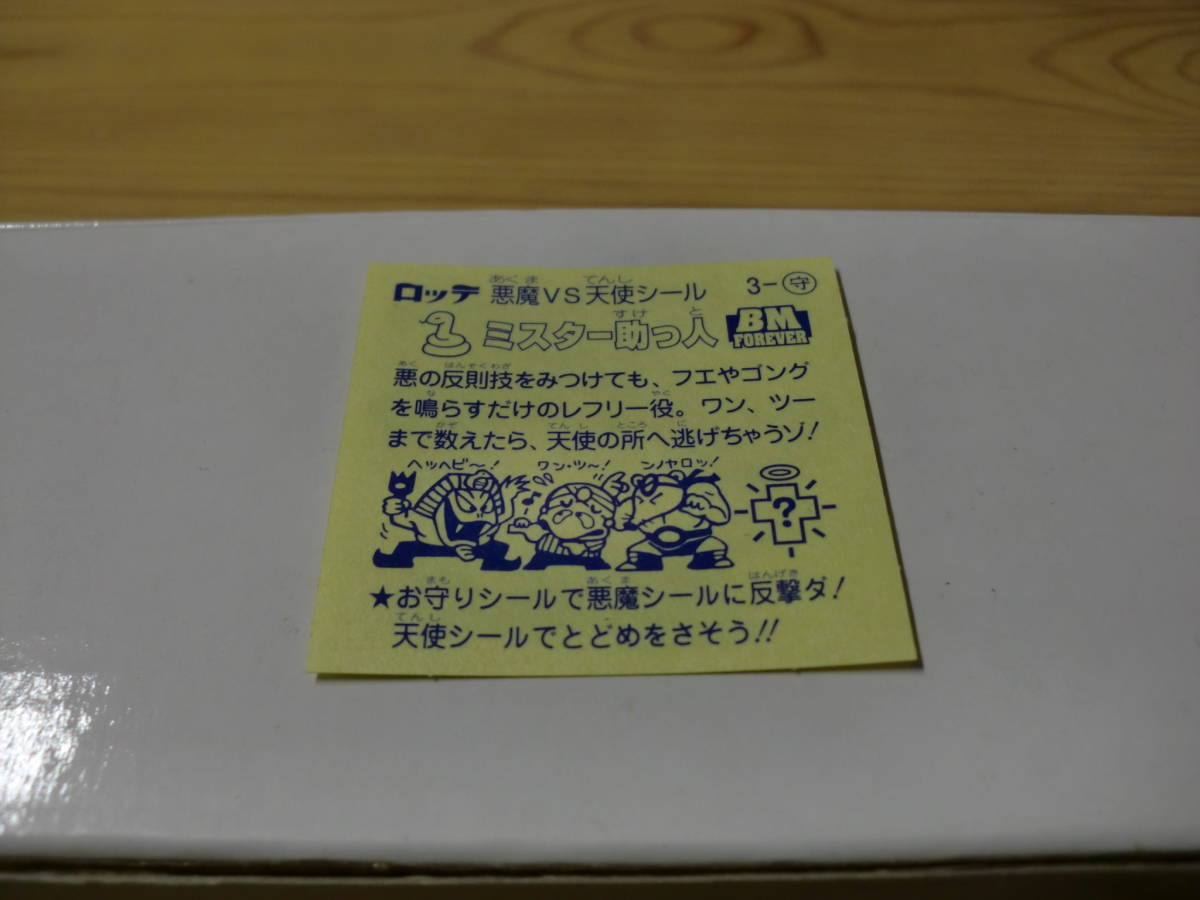 ロッテ 悪魔VS天使シール 3-守
ミスター助っ人 BM FOREVER
悪の反則技をみつけても、フエやゴング
を鳴らすだけのレフリー役。ワン、ツー
まで数えたら、天使の所へ逃げちゃうゾ!
ヘッヘビ〜! ワン・ツ〜! ンノヤロッ!
?
★お守りシールで悪魔シールに反撃ダ!
天使シールでとどめをさそう!!